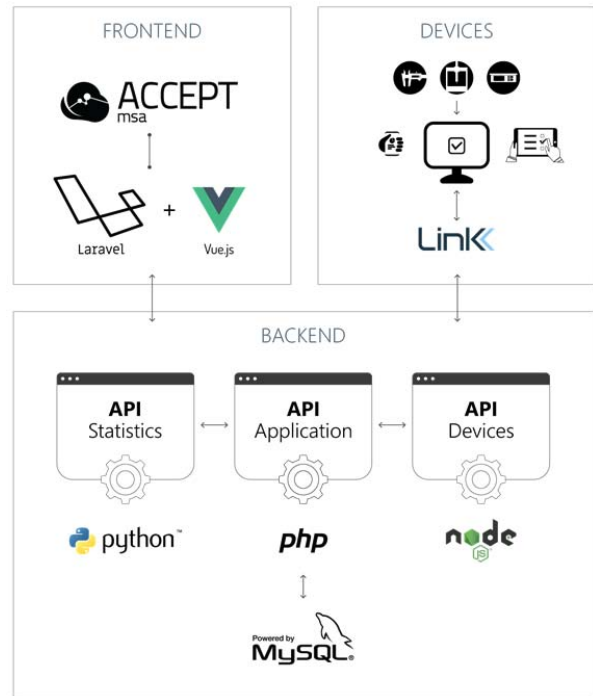 FRONTEND
ACCEPT
msa
+
Laravel
Vue.js
DEVICES
LinK
BACKEND
API
Statistics
API
Application
API
Devices
python™
php
node
JS
Powered by
MySQL®